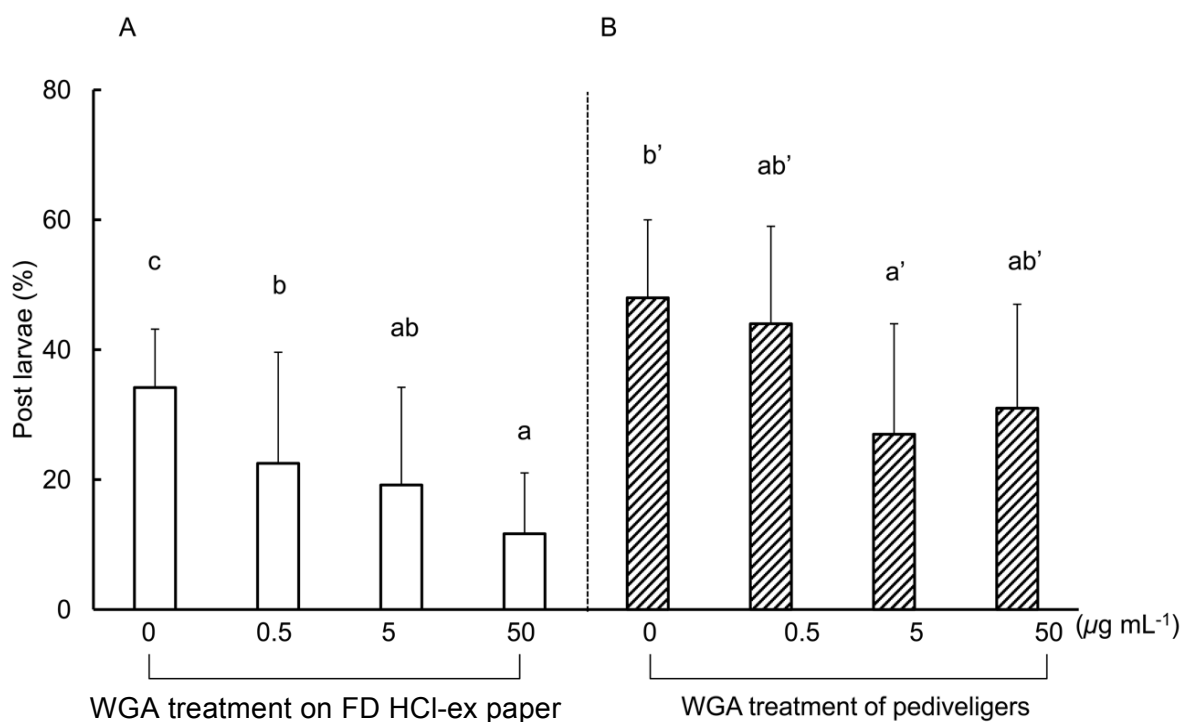 A
B
80
60
40
20
0
Post larvae (%)
c
b
ab
a
b’
ab’
a’
ab’
0 0.5 5 50
0 0.5 5 50 (µg mL-1)
WGA treatment on FD HCl-ex paper
WGA treatment of pediveligers